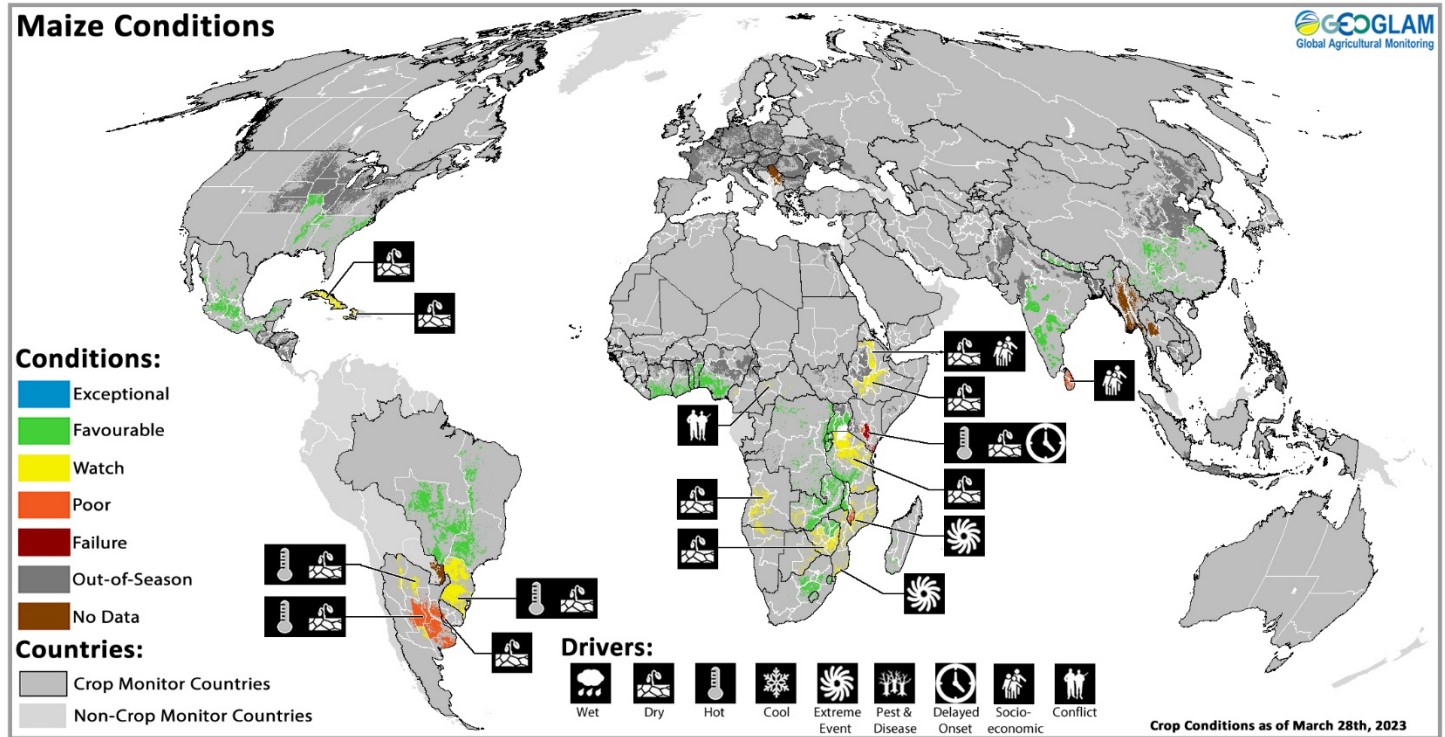 Maize Conditions
GEOGLAM
Global Agricultural Monitoring
Conditions:
Exceptional
Favourable
Watch
Poor
Failure
Out-of-Season
No Data
Countries:
Crop Monitor Countries
Non-Crop Monitor Countries
Drivers:
Wet
Dry
Hot
Cool
Extreme
Event
Pest &
Disease
Delayed
Onset
Socio-
economic
Conflict
Crop Conditions as of March 28th, 2023